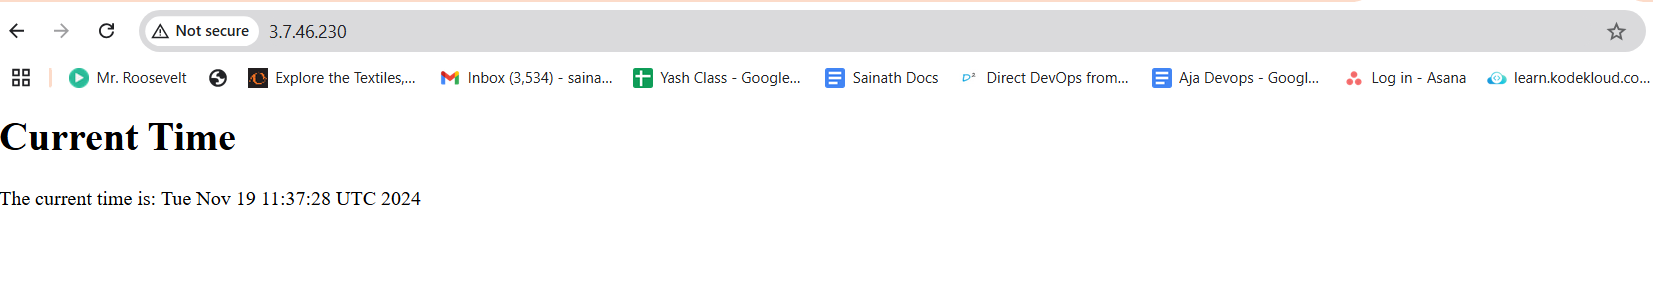 Not secure 3.7.46.230
Mr. Roosevelt Explore the Textiles,... Inbox (3,534) - saina... Yash Class - Google... Sainath Docs D² Direct DevOps from... Aja Devops - Googl... Log in - Asana learn.kodekloud.co...
Current Time
The current time is: Tue Nov 19 11:37:28 UTC 2024